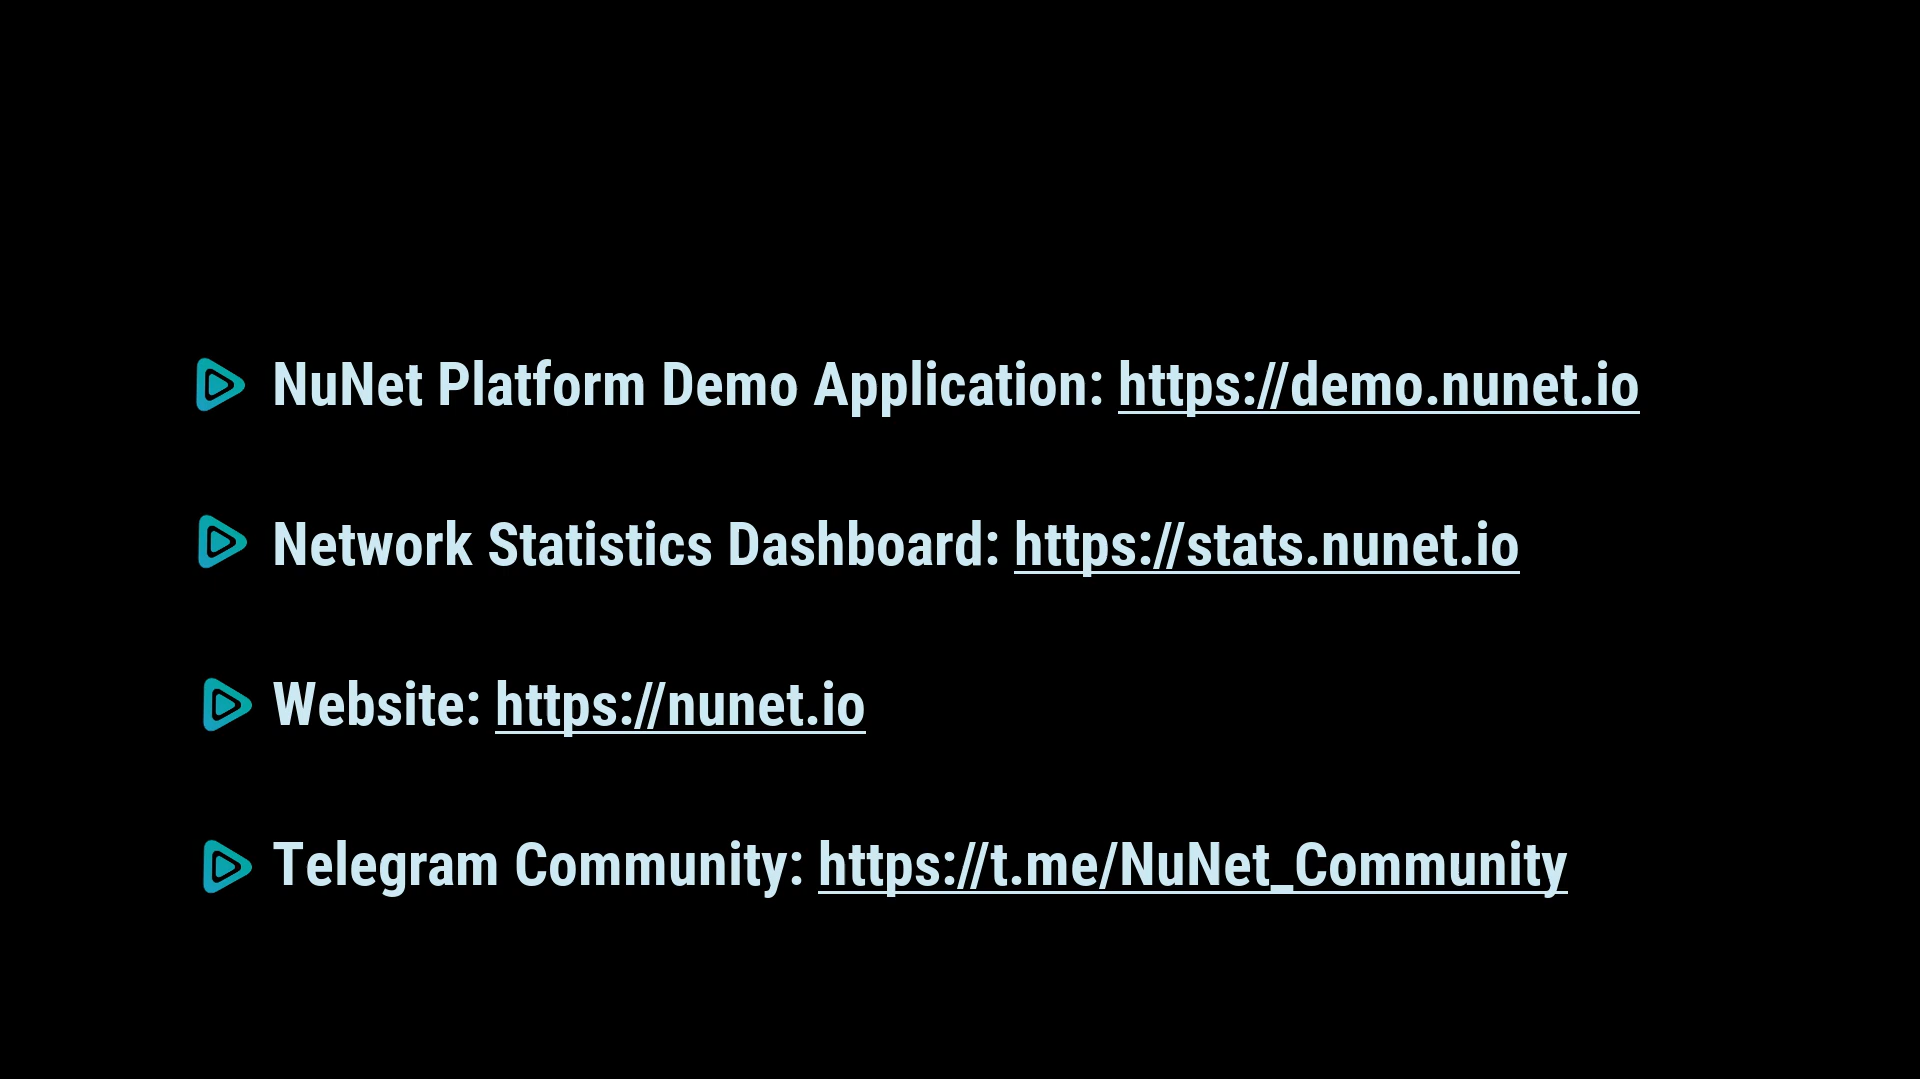 NuNet Platform Demo Application: https://demo.nunet.io
Network Statistics Dashboard: https://stats.nunet.io
Website: https://nunet.io
Telegram Community: https://t.me/NuNet_Community